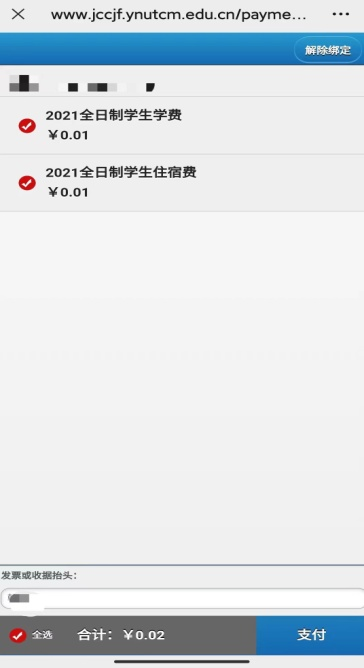 www.jccjf.ynutcm.edu.cn/payme...
解除绑定
2021全日制学生学费
￥0.01
2021全日制学生住宿费
￥0.01
发票或收据抬头：
全选 合计：￥0.02 支付